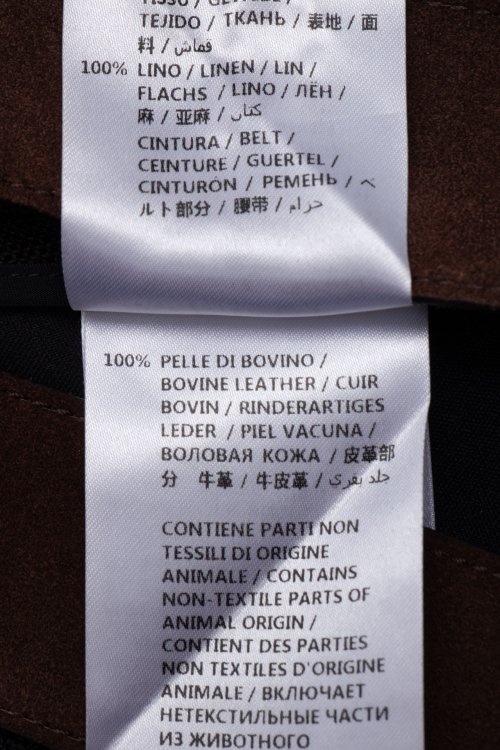 TEJIDO / ТКАНЬ / 表地 / 面
料 / قماش
100% LINO / LINEN / LIN /
FLACHS / LINO / ЛЁН /
麻 / 亚麻 / كتان
CINTURA / BELT /
CEINTURE / GUERTEL /
CINTURÓN / РЕМЕНЬ / ベ
ルト部分 / 腰带 / حزام
100% PELLE DI BOVINO /
BOVINE LEATHER / CUIR
BOVIN / RINDERARTIGES
LEDER / PIEL VACUNA /
ВОЛОВАЯ КОЖА / 皮革部
分 牛革 / 牛皮革 / جلد بقري
CONTIENE PARTI NON
TESSILI DI ORIGINE
ANIMALE / CONTAINS
NON-TEXTILE PARTS OF
ANIMAL ORIGIN /
CONTIENT DES PARTIES
NON TEXTILES D'ORIGINE
ANIMALE / ВКЛЮЧАЕТ
НЕТЕКСТИЛЬНЫЕ ЧАСТИ
ИЗ ЖИВОТНОГО